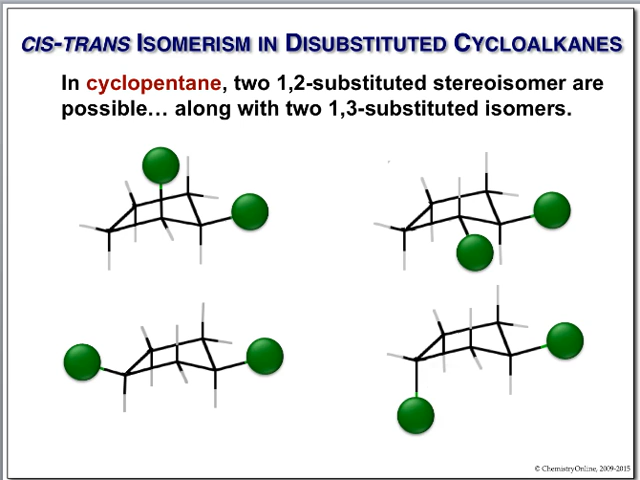 CIS-TRANS ISOMERISM IN DISUBSTITUTED CYCLOALKANES
In cyclopentane, two 1,2-substituted stereoisomer are
possible… along with two 1,3-substituted isomers.
© ChemistryOnline, 2009-2015